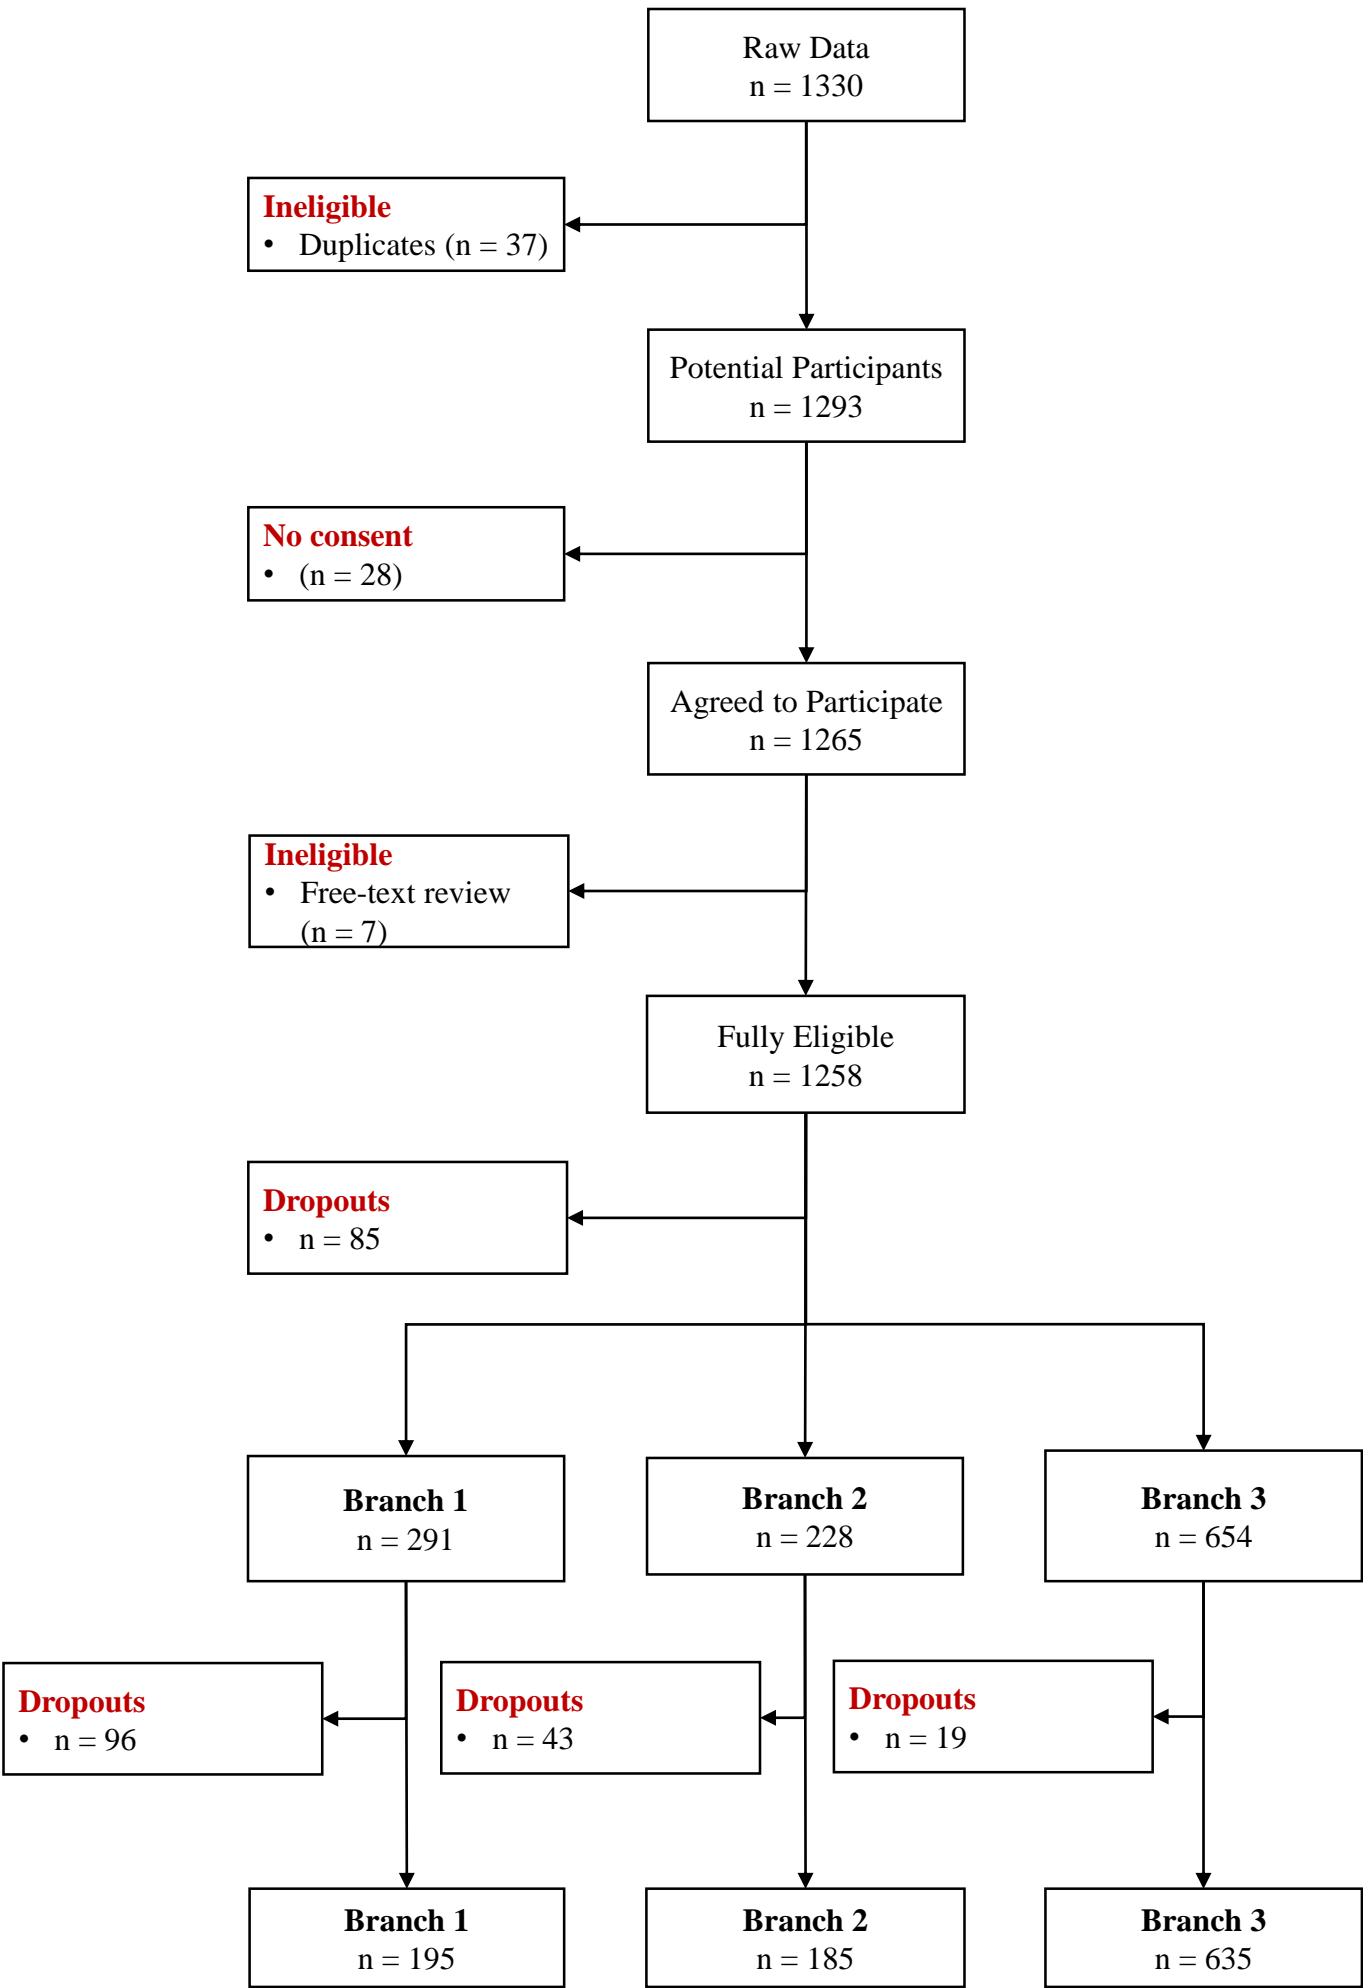 Raw Data
n = 1330
Ineligible
• Duplicates (n = 37)
Potential Participants
n = 1293
No consent
• (n = 28)
Agreed to Participate
n = 1265
Ineligible
• Free-text review
(n = 7)
Fully Eligible
n = 1258
Dropouts
• n = 85
Branch 1
n = 291
Branch 2
n = 228
Branch 3
n = 654
Dropouts
• n = 96
Dropouts
• n = 43
Dropouts
• n = 19
Branch 1
n = 195
Branch 2
n = 185
Branch 3
n = 635